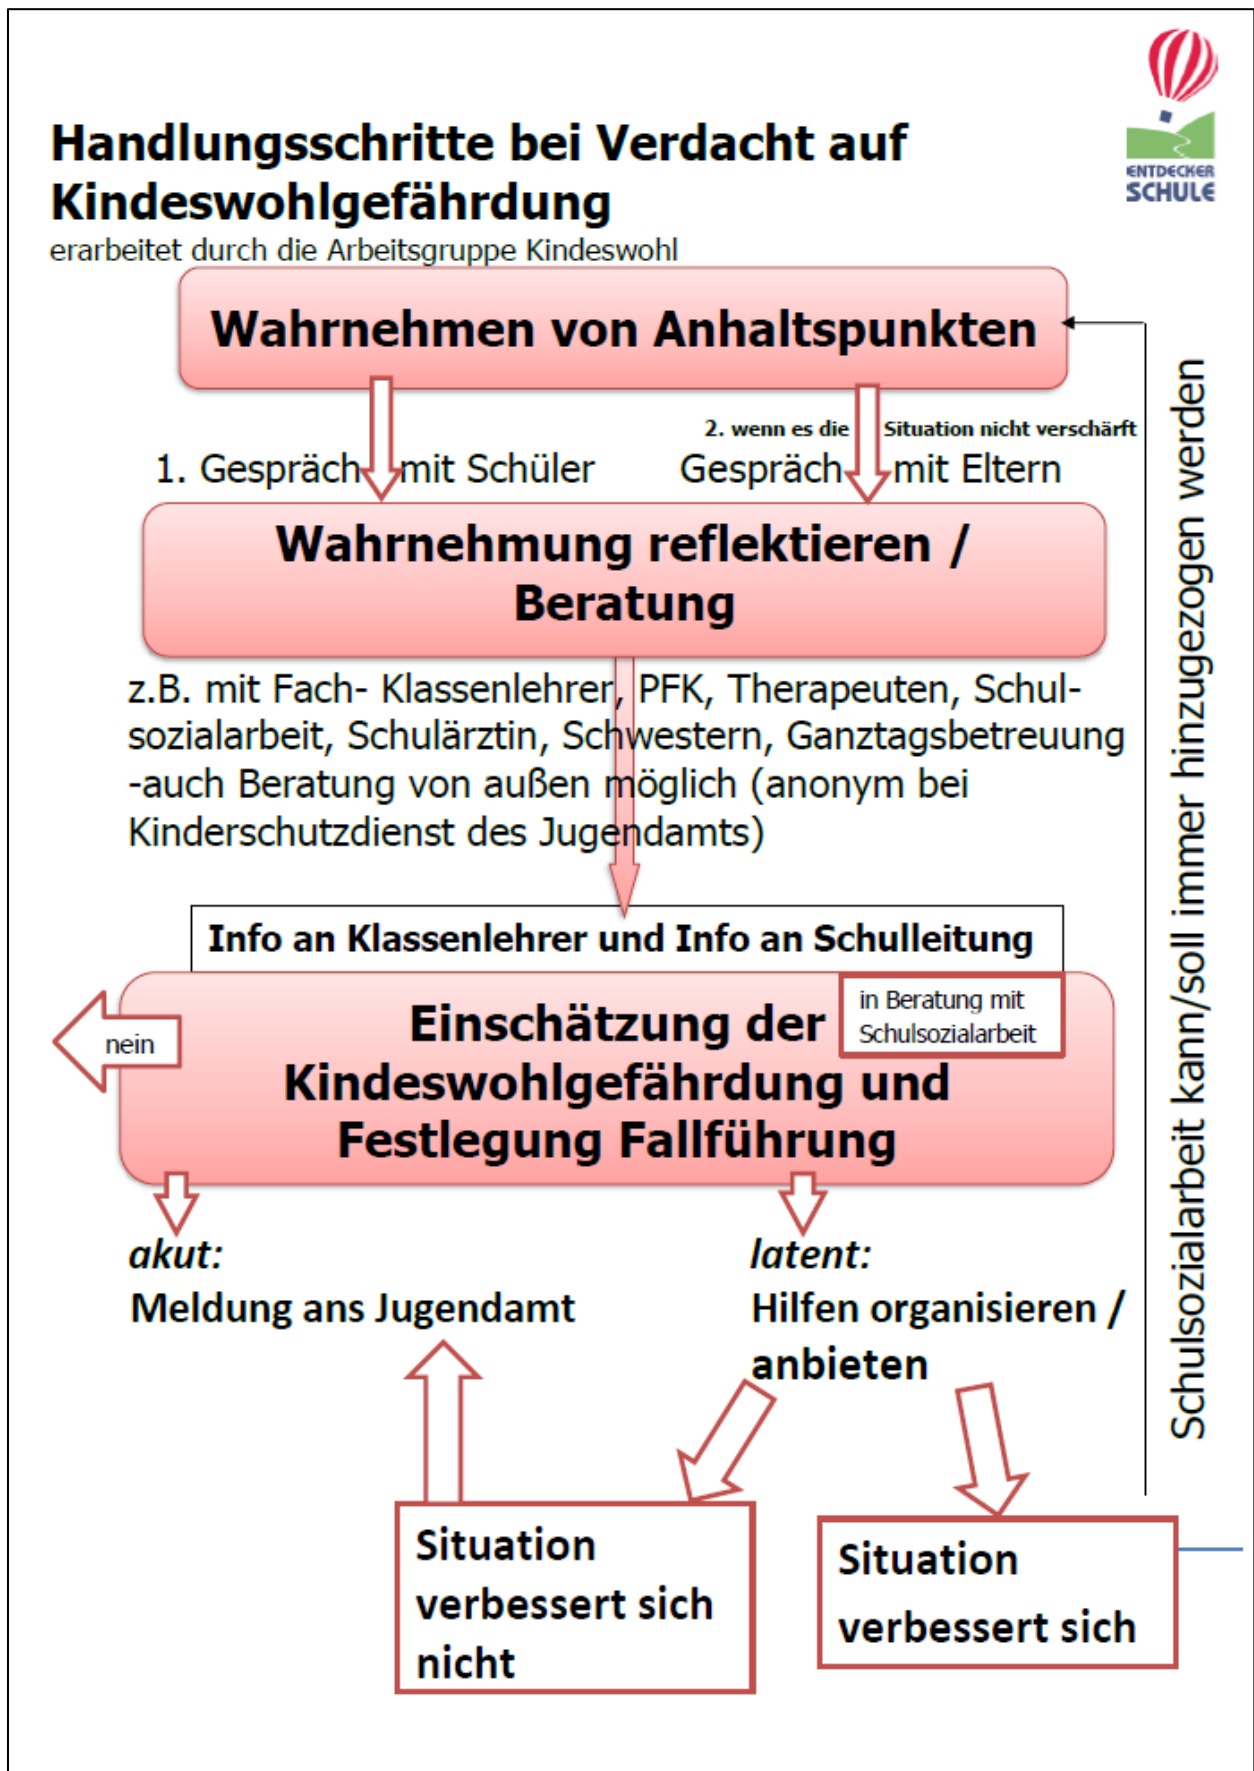 ENTDECKER
SCHULE
Handlungsschritte bei Verdacht auf
Kindeswohlgefährdung
erarbeitet durch die Arbeitsgruppe Kindeswohl
Wahrnehmen von Anhaltspunkten
2. wenn es die Situation nicht verschärft
1. Gespräch mit Schüler Gespräch mit Eltern
Wahrnehmung reflektieren /
Beratung
z.B. mit Fach- Klassenlehrer, PFK, Therapeuten, Schul-
sozialarbeit, Schulärztin, Schwestern, Ganztagsbetreuung
-auch Beratung von außen möglich (anonym bei
Kinderschutzdienst des Jugendamts)
Info an Klassenlehrer und Info an Schulleitung
in Beratung mit
Schulsozialarbeit
nein
Einschätzung der
Kindeswohlgefährdung und
Festlegung Fallführung
akut:
Meldung ans Jugendamt
latent:
Hilfen organisieren /
anbieten
Situation
verbessert sich
nicht
Situation
verbessert sich
Schulsozialarbeit kann/soll immer hinzugezogen werden